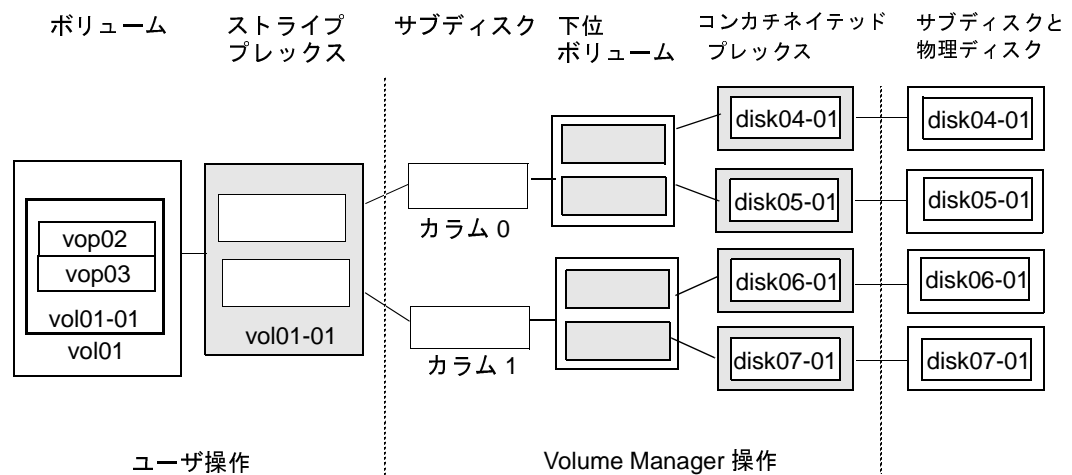 ボリューム
ストライプ
プレックス
サブディスク
下位
ボリューム
コンカチネイテッド
プレックス
サブディスクと
物理ディスク
vop02
vop03
vol01-01
vol01
vol01-01
カラム 0
カラム 1
disk04-01
disk05-01
disk06-01
disk07-01
disk04-01
disk05-01
disk06-01
disk07-01
ユーザ操作
Volume Manager 操作